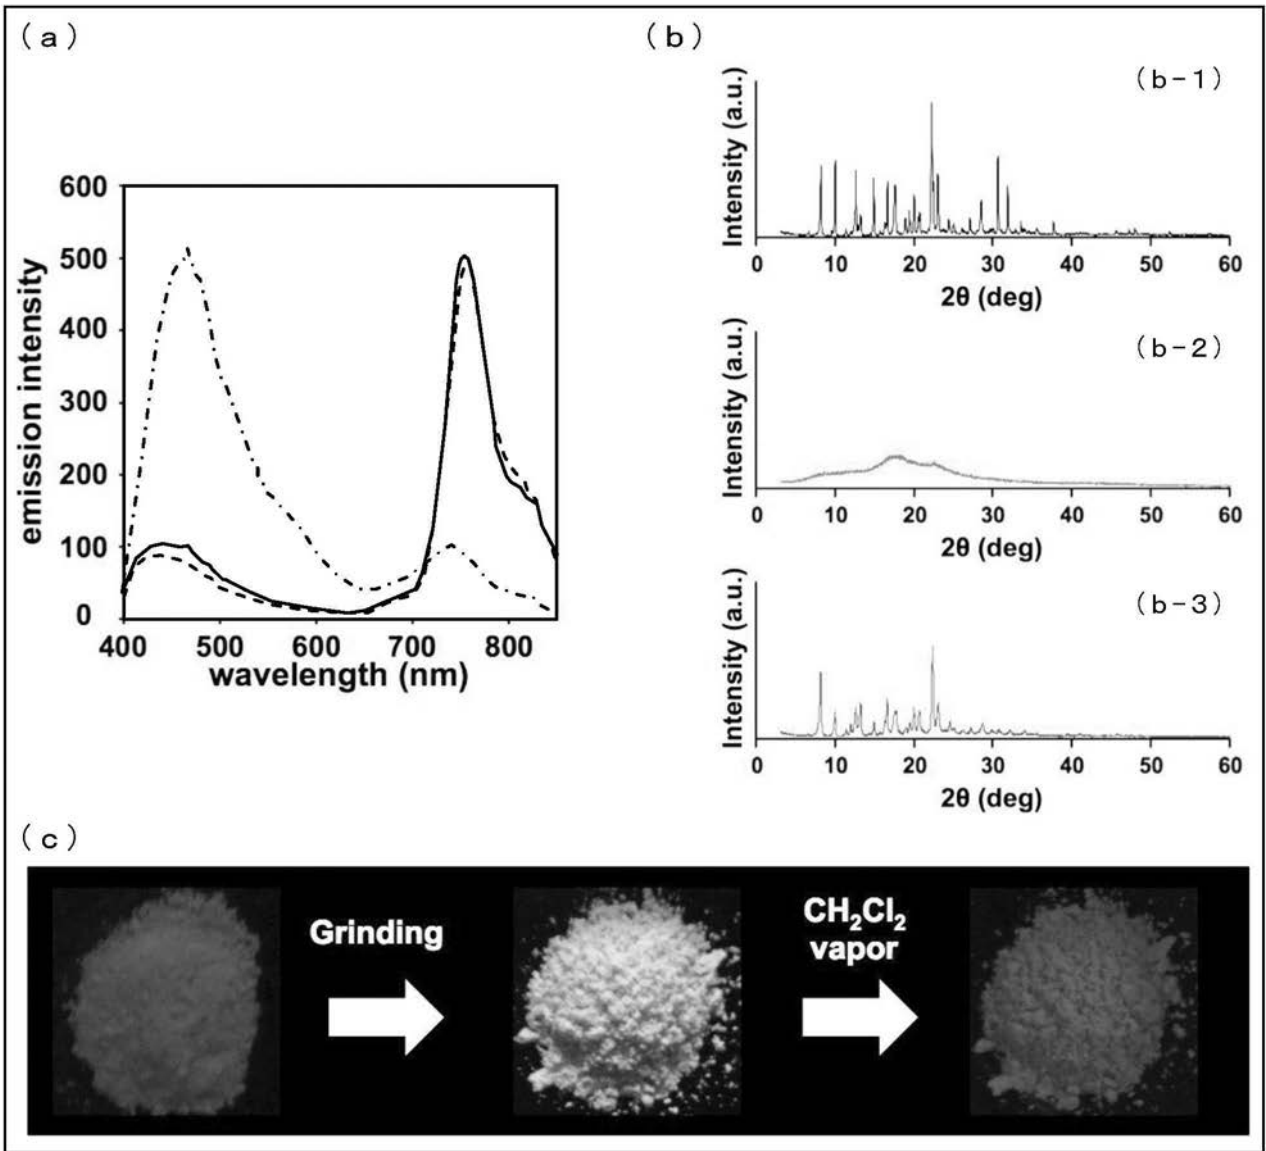 (a)
600
500
400
300
200
100
0
emission intensity
400 500 600 700 800
wavelength (nm)
(b)
(b-1)
Intensity (a.u.)
0 10 20 30 40 50 60
2θ (deg)
(b-2)
Intensity (a.u.)
0 10 20 30 40 50 60
2θ (deg)
(b-3)
Intensity (a.u.)
0 10 20 30 40 50 60
2θ (deg)
(c)
Grinding
CH₂Cl₂
vapor